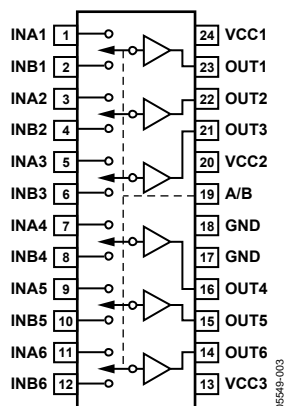 INA1 1 24 VCC1
INB1 2 23 OUT1
INA2 3 22 OUT2
INB2 4 21 OUT3
INA3 5 20 VCC2
INB3 6 19 A/B
INA4 7 18 GND
INB4 8 17 GND
INA5 9 16 OUT4
INB5 10 15 OUT5
INA6 11 14 OUT6
INB6 12 13 VCC3
05549-003